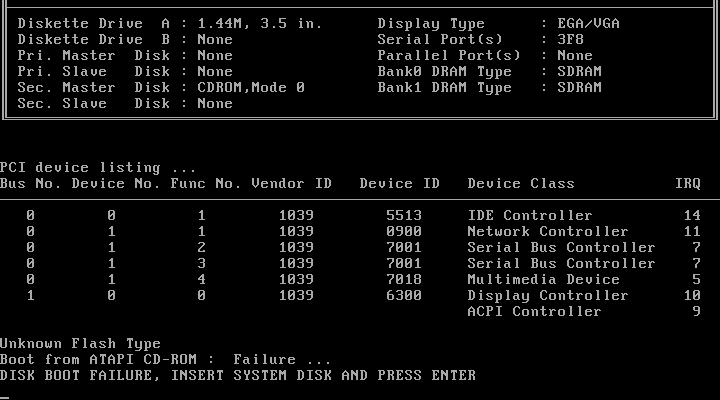 Diskette Drive A : 1.44M, 3.5 in. Display Type : EGA/VGA
Diskette Drive B : None Serial Port(s) : 3F8
Pri. Master Disk : None Parallel Port(s) : None
Pri. Slave Disk : None Bank0 DRAM Type : SDRAM
Sec. Master Disk : CDROM,Mode 0 Bank1 DRAM Type : SDRAM
Sec. Slave Disk : None
PCI device listing ...
Bus No. Device No. Func No. Vendor ID Device ID Device Class IRQ
0 0 1 1039 5513 IDE Controller 14
0 1 1 1039 0900 Network Controller 11
0 1 2 1039 7001 Serial Bus Controller 7
0 1 3 1039 7001 Serial Bus Controller 7
0 1 4 1039 7018 Multimedia Device 5
1 0 0 1039 6300 Display Controller 10
ACPI Controller 9
Unknown Flash Type
Boot from ATAPI CD-ROM : Failure ...
DISK BOOT FAILURE, INSERT SYSTEM DISK AND PRESS ENTER